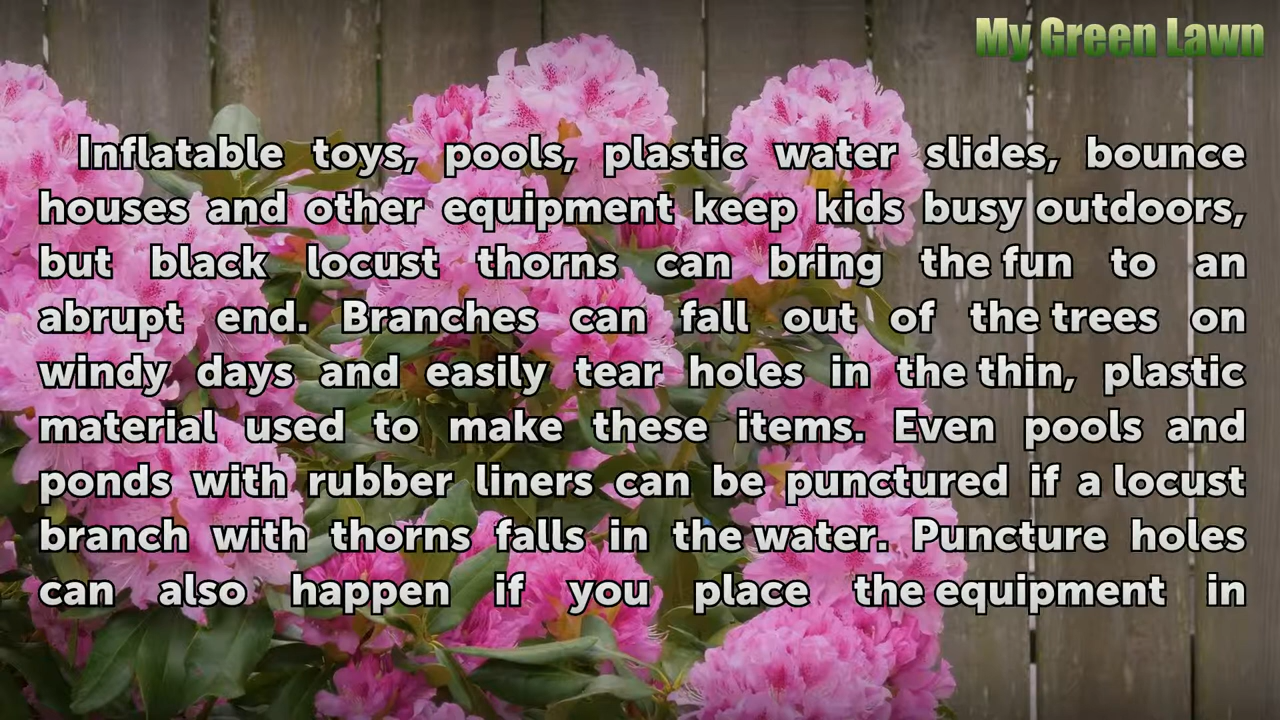 My Green Lawn
Inflatable toys, pools, plastic water slides, bounce
houses and other equipment keep kids busy outdoors,
but black locust thorns can bring the fun to an
abrupt end. Branches can fall out of the trees on
windy days and easily tear holes in the thin, plastic
material used to make these items. Even pools and
ponds with rubber liners can be punctured if a locust
branch with thorns falls in the water. Puncture holes
can also happen if you place the equipment in